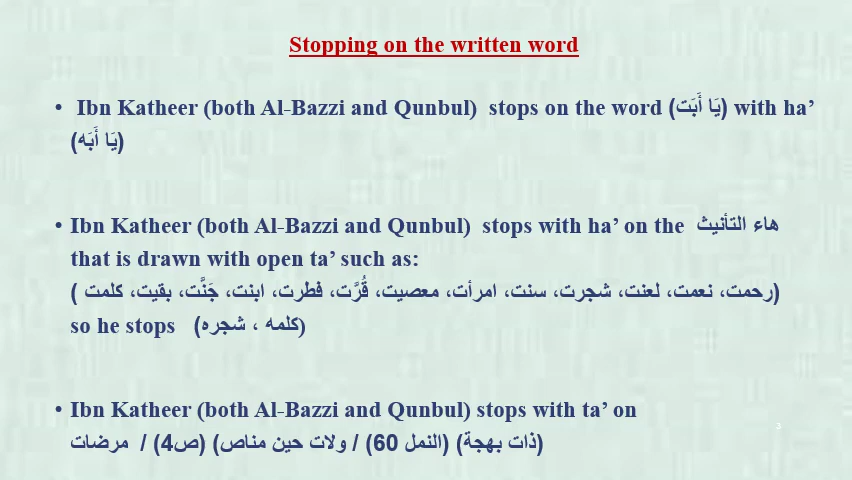 Stopping on the written word
• Ibn Katheer (both Al-Bazzi and Qunbul) stops on the word (يَا أَبَت) with ha’
(يَا أَبَه)
• Ibn Katheer (both Al-Bazzi and Qunbul) stops with ha’ on the هاء التأنيث
that is drawn with open ta’ such as:
(رحمت، نعمت، لعنت، شجرت، سنت، امرأت، معصيت، قُرَّت، فطرت، ابنت، جَنَّت، بقيت، كلمت )
so he stops (كلمه ، شجره)
• Ibn Katheer (both Al-Bazzi and Qunbul) stops with ta’ on
(ذات بهجة) (النمل 60) / ولات حين مناص) (ص4) / مرضات
3